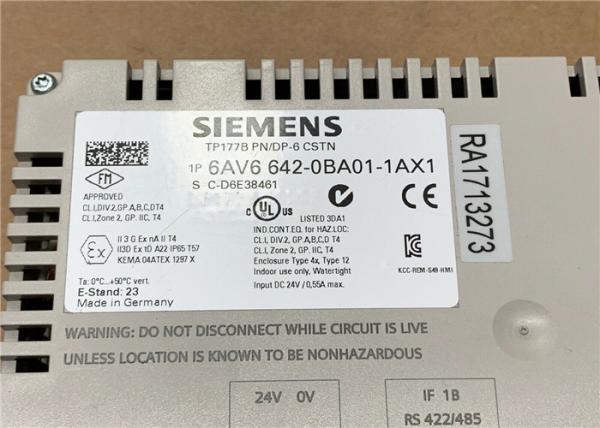 SIEMENS
TP177B PN/DP-6 CSTN
1P 6AV6 642-0BA01-1AX1
S C-D6E38461
FM
APPROVED
CL.I, DIV.2, GP. A,B,C,D T4
CL.I, Zone 2, GP. IIC, T4
c UL US
LISTED 3DA1
IND.CONT.EQ. for HAZ.LOC:
CL.I, DIV.2, GP. A,B,C,D T4
CL.I, Zone 2, GP. IIC, T4
Enclosure Type 4x, Type 12
Indoor use only, Watertight
Input DC 24V / 0,55A max.
Ex
II 3 G Ex nA II T4
II3D Ex tD A22 IP65 T57
KEMA 04ATEX 1297 X
Ta: 0°C...+50°C vert.
E-Stand: 23
Made in Germany
KCC-REM-S49-HMI
RA1713273
WARNING: DO NOT DISCONNECT WHILE CIRCUIT IS LIVE
UNLESS LOCATION IS KNOWN TO BE NONHAZARDOUS
24V 0V
IF 1B
RS 422/485